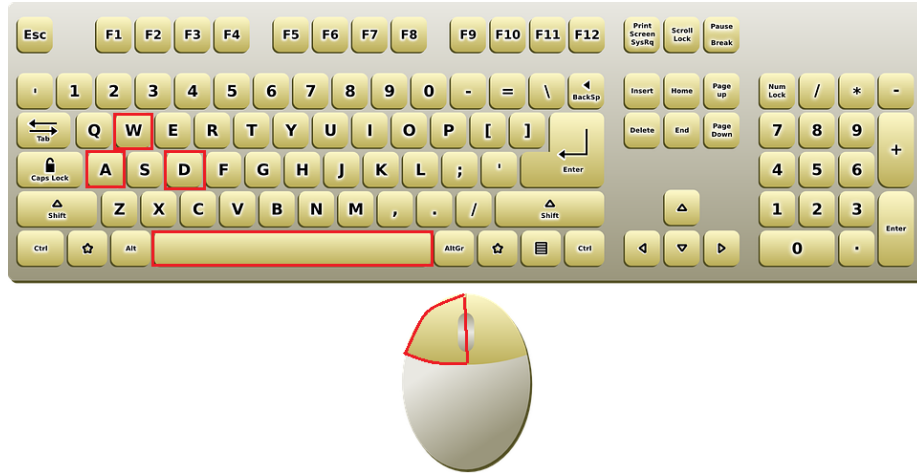 Esc F1 F2 F3 F4 F5 F6 F7 F8 F9 F10 F11 F12 Print Screen SysRq Scroll Lock Pause Break
' 1 2 3 4 5 6 7 8 9 0 - = \ BackSp Insert Home Page up Num Lock / * -
Tab Q W E R T Y U I O P [ ] Enter Delete End Page Down 7 8 9 +
Caps Lock A S D F G H J K L ; ' 4 5 6
Shift Z X C V B N M , . / Shift 1 2 3 Enter
Ctrl Alt AltGr Ctrl 0 .